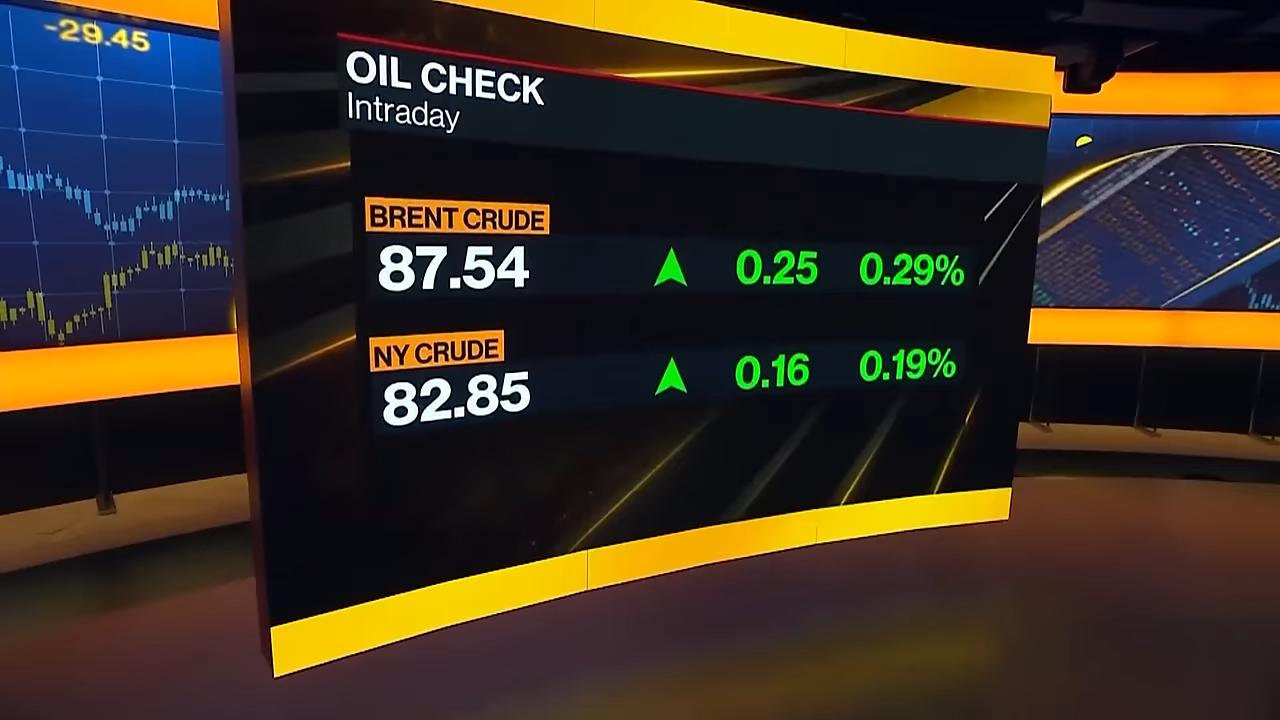 -29.45
OIL CHECK
Intraday
BRENT CRUDE
87.54 0.25 0.29%
NY CRUDE
82.85 0.16 0.19%